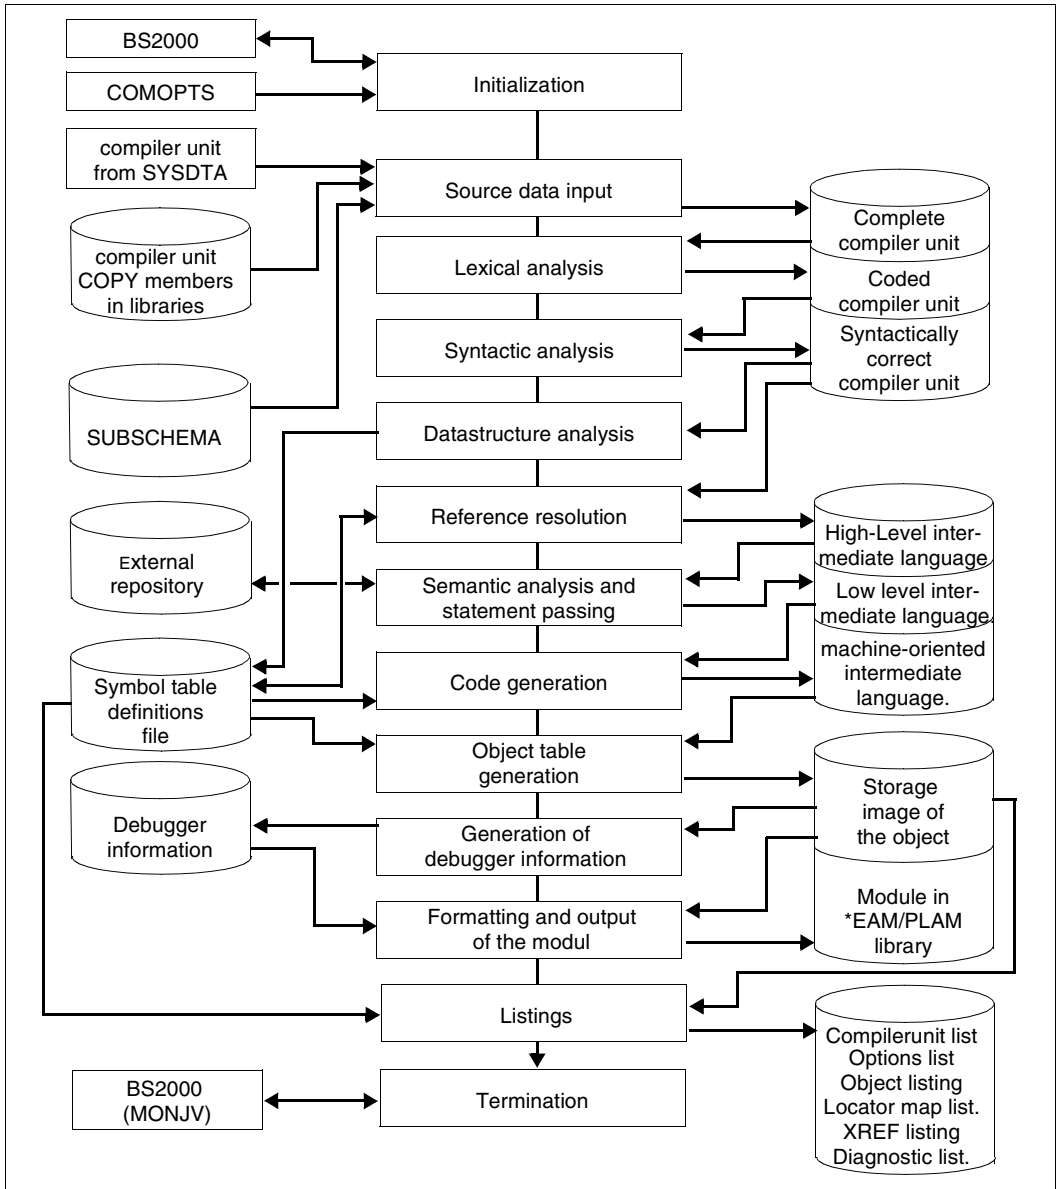 BS2000
Initialization
COMOPTS
compiler unit
from SYSDTA
Source data input
Complete
compiler unit
compiler unit
COPY members
in libraries
Lexical analysis
Coded
compiler unit
Syntactic analysis
Syntactically
correct
compiler unit
SUBSCHEMA
Datastructure analysis
Reference resolution
High-Level inter-
mediate language
External
repository
Semantic analysis and
statement passing
Low level inter-
mediate language
Symbol table
definitions
file
Code generation
machine-oriented
intermediate
language.
Object table
generation
Storage
image of
the object
Debugger
information
Generation of
debugger information
Formatting and output
of the modul
Module in
*EAM/PLAM
library
Listings
Compilerunit list
Options list
Object listing
Locator map list.
XREF listing
Diagnostic list.
BS2000
(MONJV)
Termination